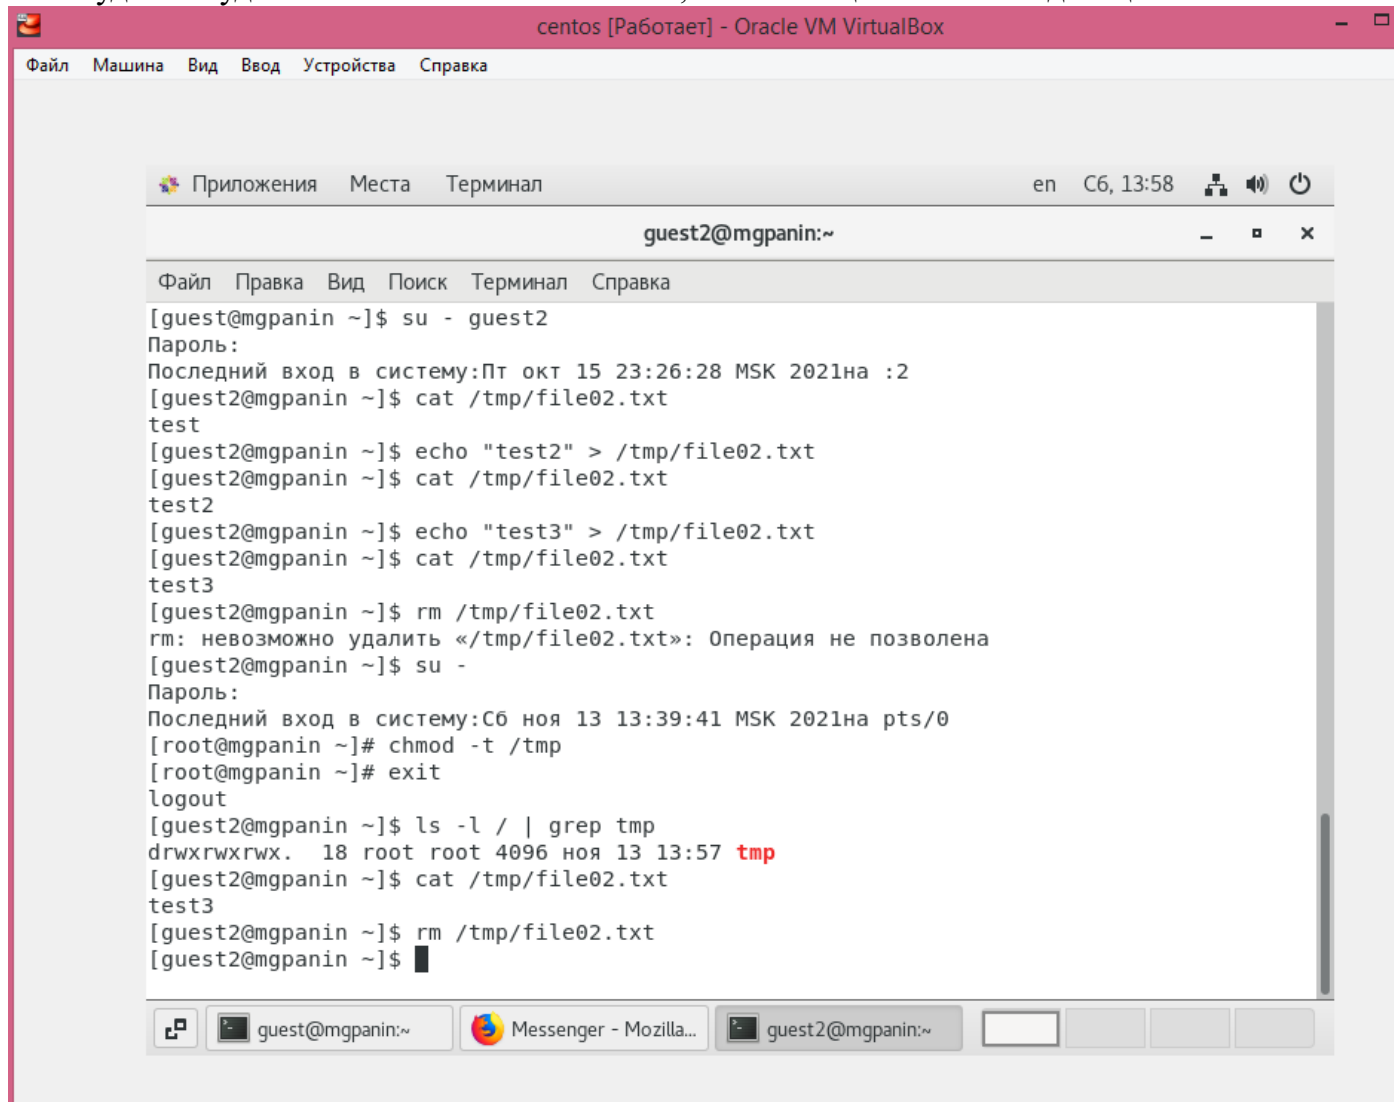 centos [Работает] - Oracle VM VirtualBox
Файл Машина Вид Ввод Устройства Справка
Приложения Места Терминал en Сб, 13:58
guest2@mgpanin:~
Файл Правка Вид Поиск Терминал Справка
[guest@mgpanin ~]$ su - guest2
Пароль:
Последний вход в систему:Пт окт 15 23:26:28 MSK 2021на :2
[guest2@mgpanin ~]$ cat /tmp/file02.txt
test
[guest2@mgpanin ~]$ echo "test2" > /tmp/file02.txt
[guest2@mgpanin ~]$ cat /tmp/file02.txt
test2
[guest2@mgpanin ~]$ echo "test3" > /tmp/file02.txt
[guest2@mgpanin ~]$ cat /tmp/file02.txt
test3
[guest2@mgpanin ~]$ rm /tmp/file02.txt
rm: невозможно удалить «/tmp/file02.txt»: Операция не позволена
[guest2@mgpanin ~]$ su -
Пароль:
Последний вход в систему:Сб ноя 13 13:39:41 MSK 2021на pts/0
[root@mgpanin ~]# chmod -t /tmp
[root@mgpanin ~]# exit
logout
[guest2@mgpanin ~]$ ls -l / | grep tmp
drwxrwxrwx.  18 root root 4096 ноя 13 13:57 tmp
[guest2@mgpanin ~]$ cat /tmp/file02.txt
test3
[guest2@mgpanin ~]$ rm /tmp/file02.txt
[guest2@mgpanin ~]$
guest@mgpanin:~ Messenger - Mozilla... guest2@mgpanin:~